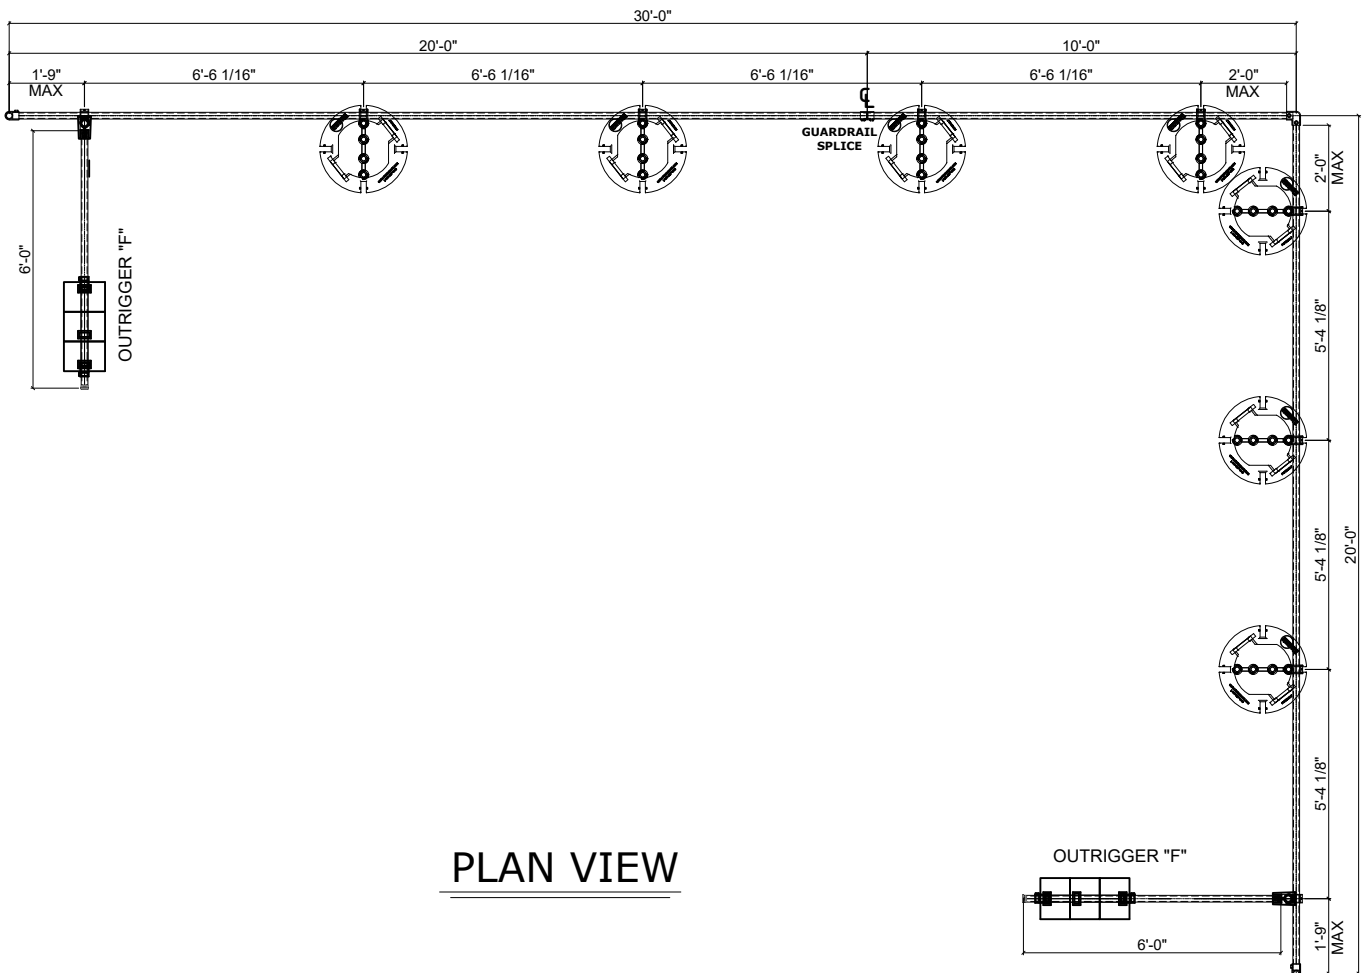 30'-0"
20'-0"
10'-0"
1'-9"
MAX
6'-6 1/16"
6'-6 1/16"
6'-6 1/16"
6'-6 1/16"
2'-0"
MAX
CL
GUARDRAIL
SPLICE
2'-0"
MAX
6'-0"
OUTRIGGER "F"
5'-4 1/8"
5'-4 1/8"
20'-0"
5'-4 1/8"
PLAN VIEW
OUTRIGGER "F"
6'-0"
1'-9"
MAX